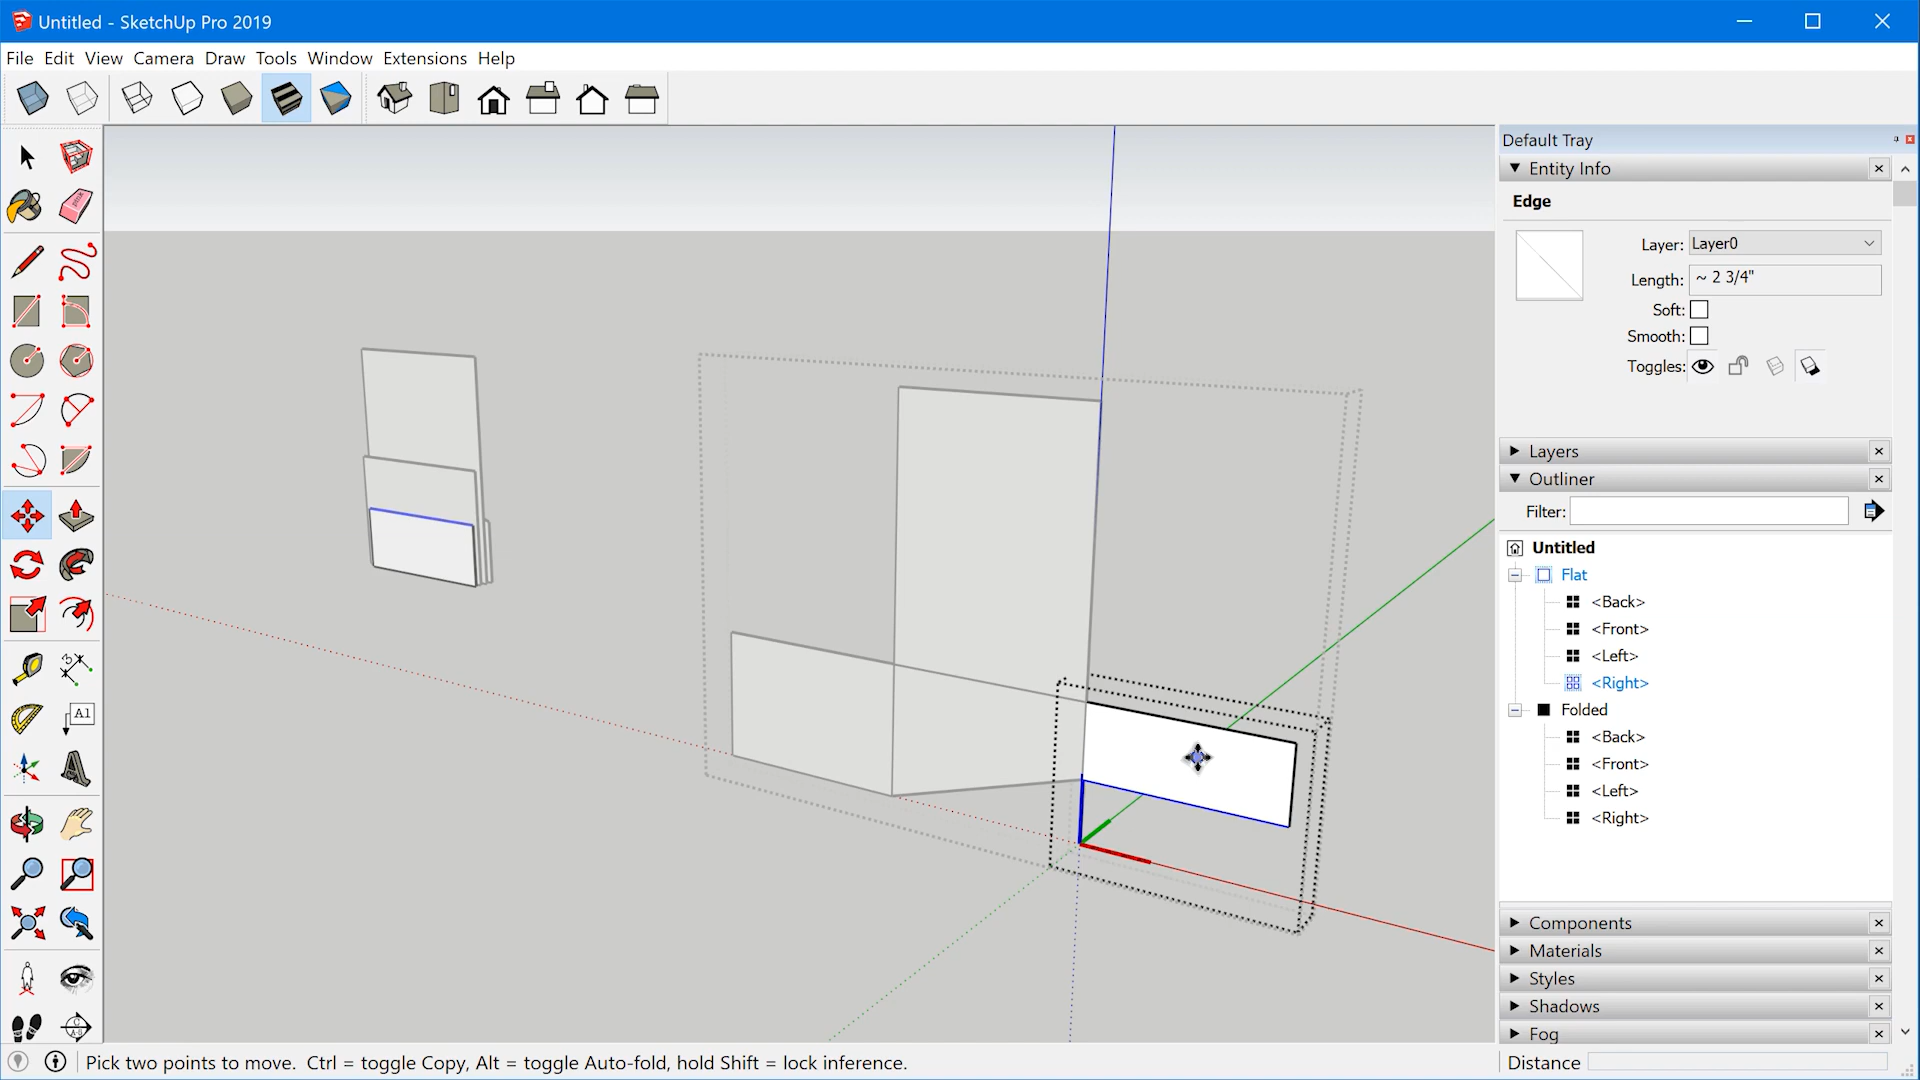 Untitled - SketchUp Pro 2019
File Edit View Camera Draw Tools Window Extensions Help
Default Tray
Entity Info
Edge
Layer: Layer0
Length: ~ 2 3/4"
Soft:
Smooth:
Toggles:
Layers
Outliner
Filter:
Untitled
Flat
<Back>
<Front>
<Left>
<Right>
Folded
<Back>
<Front>
<Left>
<Right>
Components
Materials
Styles
Shadows
Fog
A1
Pick two points to move. Ctrl = toggle Copy, Alt = toggle Auto-fold, hold Shift = lock inference.
Distance